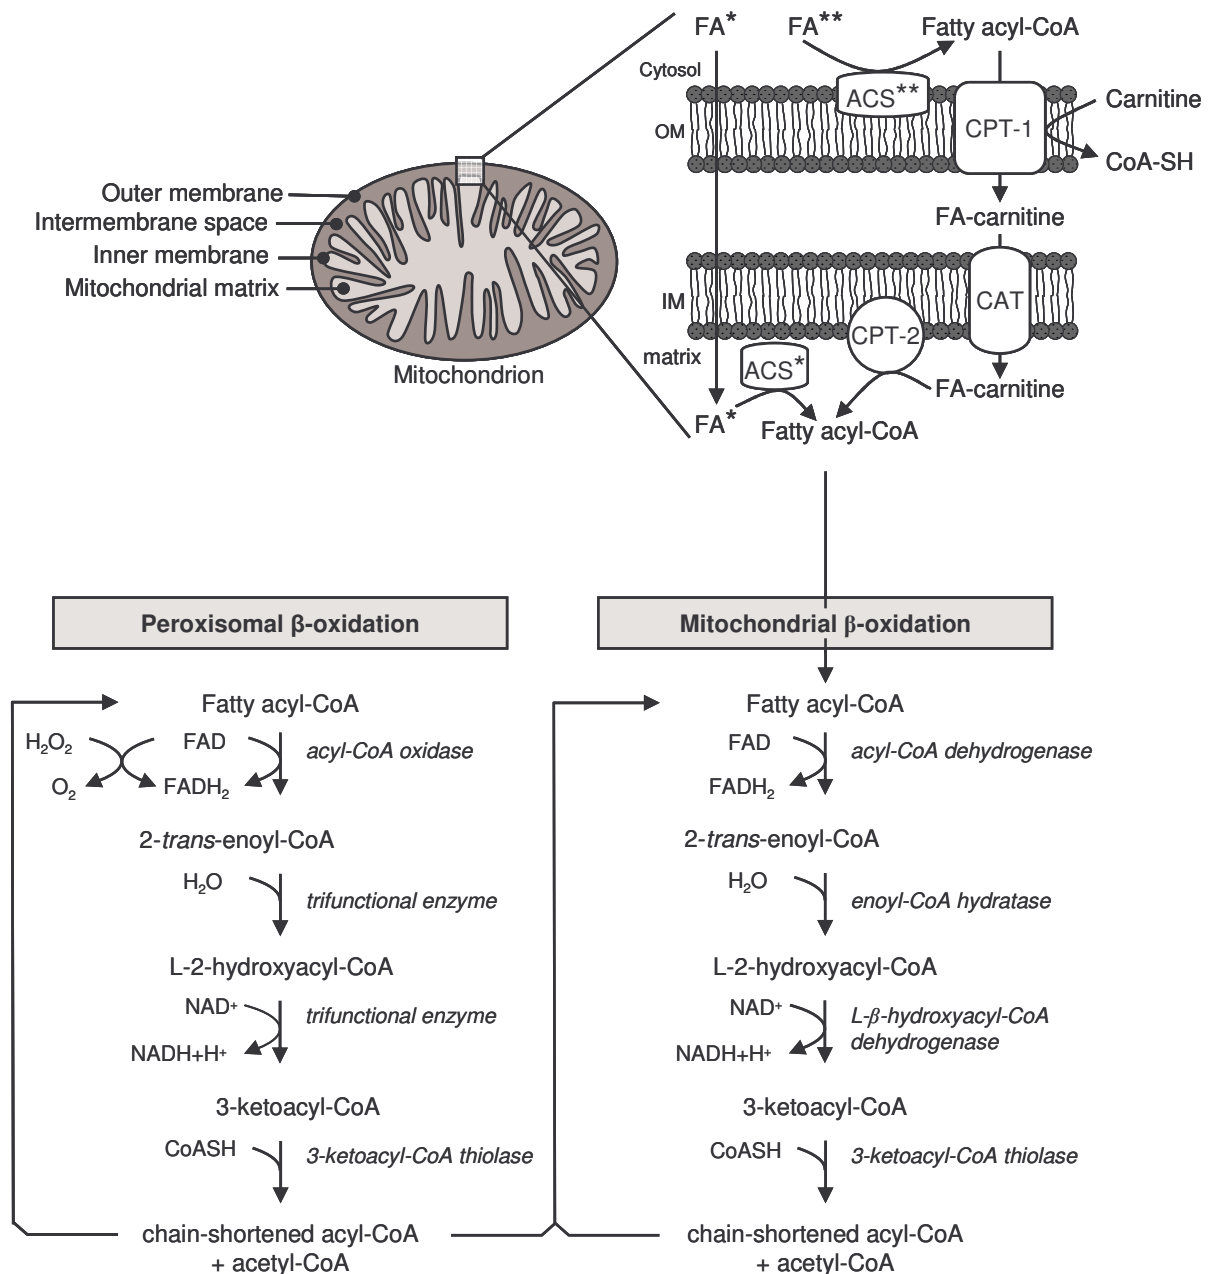 FA*
FA**
Fatty acyl-CoA
Cytosol
ACS**
OM
CPT-1
Carnitine
CoA-SH
FA-carnitine
Outer membrane
Intermembrane space
Inner membrane
Mitochondrial matrix
Mitochondrion
IM
CAT
CPT-2
matrix
ACS*
FA-carnitine
FA*
Fatty acyl-CoA
Peroxisomal β-oxidation
Fatty acyl-CoA
H₂O₂
FAD
acyl-CoA oxidase
O₂
FADH₂
2-trans-enoyl-CoA
H₂O
trifunctional enzyme
L-2-hydroxyacyl-CoA
NAD⁺
trifunctional enzyme
NADH+H⁺
3-ketoacyl-CoA
CoASH
3-ketoacyl-CoA thiolase
chain-shortened acyl-CoA
+ acetyl-CoA
Mitochondrial β-oxidation
Fatty acyl-CoA
FAD
acyl-CoA dehydrogenase
FADH₂
2-trans-enoyl-CoA
H₂O
enoyl-CoA hydratase
L-2-hydroxyacyl-CoA
NAD⁺
L-β-hydroxyacyl-CoA
dehydrogenase
NADH+H⁺
3-ketoacyl-CoA
CoASH
3-ketoacyl-CoA thiolase
chain-shortened acyl-CoA
+ acetyl-CoA